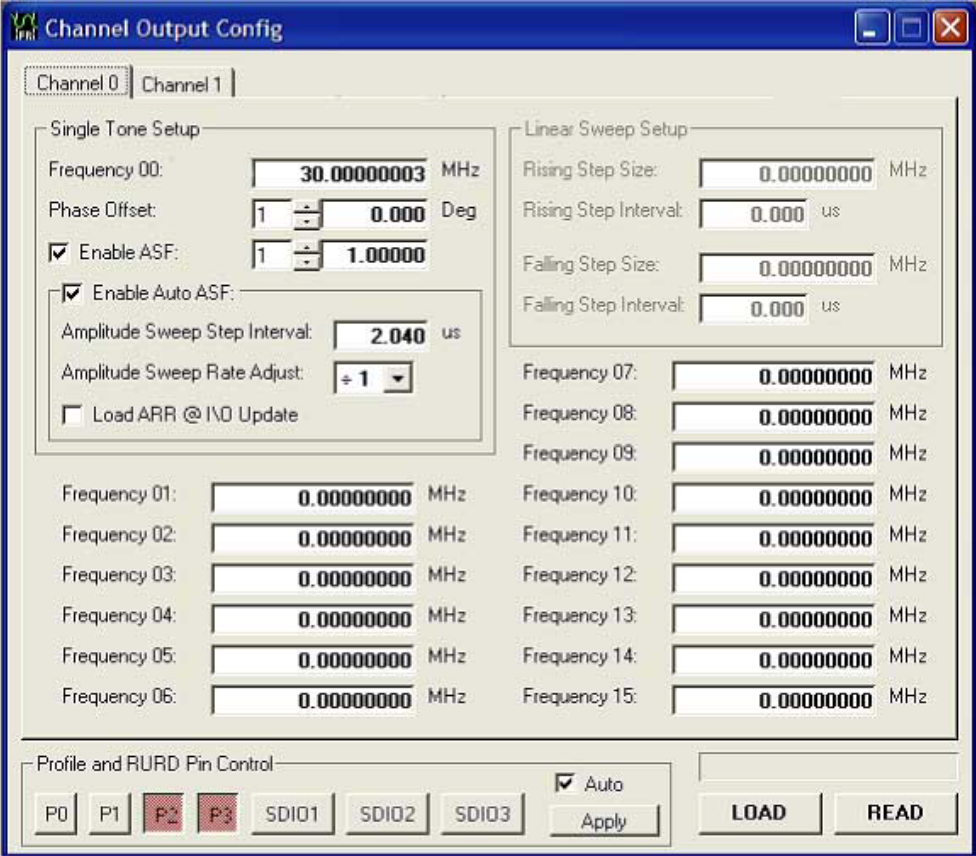 Channel Output Config
Channel 0 Channel 1
Single Tone Setup
Frequency 00: 30.00000003 MHz
Phase Offset: 1 0.000 Deg
Enable ASF: 1 1.00000
Enable Auto ASF:
Amplitude Sweep Step Interval: 2.040 us
Amplitude Sweep Rate Adjust: ÷ 1
Load ARR @ I\O Update
Linear Sweep Setup
Rising Step Size: 0.00000000 MHz
Rising Step Interval: 0.000 us
Falling Step Size: 0.00000000 MHz
Falling Step Interval: 0.000 us
Frequency 01: 0.00000000 MHz
Frequency 02: 0.00000000 MHz
Frequency 03: 0.00000000 MHz
Frequency 04: 0.00000000 MHz
Frequency 05: 0.00000000 MHz
Frequency 06: 0.00000000 MHz
Frequency 07: 0.00000000 MHz
Frequency 08: 0.00000000 MHz
Frequency 09: 0.00000000 MHz
Frequency 10: 0.00000000 MHz
Frequency 11: 0.00000000 MHz
Frequency 12: 0.00000000 MHz
Frequency 13: 0.00000000 MHz
Frequency 14: 0.00000000 MHz
Frequency 15: 0.00000000 MHz
Profile and RURD Pin Control
P0 P1 P2 P3 SDIO1 SDIO2 SDIO3
Auto
Apply
LOAD READ